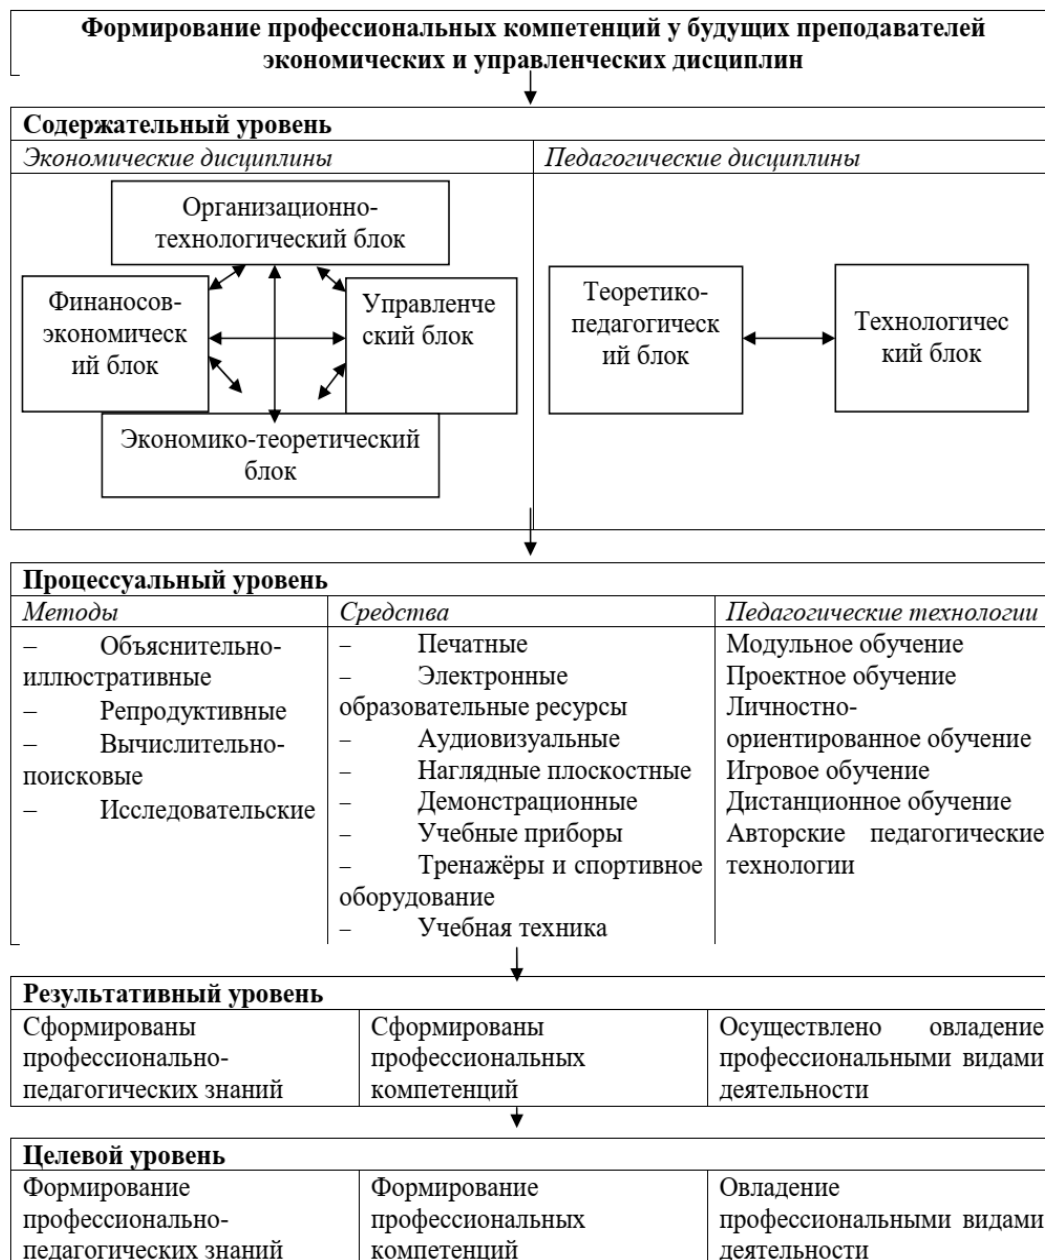 Формирование профессиональных компетенций у будущих преподавателей
экономических и управленческих дисциплин
Содержательный уровень
Экономические дисциплины
Педагогические дисциплины
Организационно-
технологический блок
Финаносов-
экономическ
ий блок
Управленче
ский блок
Экономико-теоретический
блок
Теоретико-
педагогическ
ий блок
Технологичес
кий блок
Процессуальный уровень
Методы
– Объяснительно-
иллюстративные
– Репродуктивные
– Вычислительно-
поисковые
– Исследовательские
Средства
– Печатные
– Электронные
образовательные ресурсы
– Аудиовизуальные
– Наглядные плоскостные
– Демонстрационные
– Учебные приборы
– Тренажёры и спортивное
оборудование
– Учебная техника
Педагогические технологии
Модульное обучение
Проектное обучение
Личностно-
ориентированное обучение
Игровое обучение
Дистанционное обучение
Авторские педагогические
технологии
Результативный уровень
Сформированы
профессионально-
педагогических знаний
Сформированы
профессиональных
компетенций
Осуществлено овладение
профессиональными видами
деятельности
Целевой уровень
Формирование
профессионально-
педагогических знаний
Формирование
профессиональных
компетенций
Овладение
профессиональными видами
деятельности